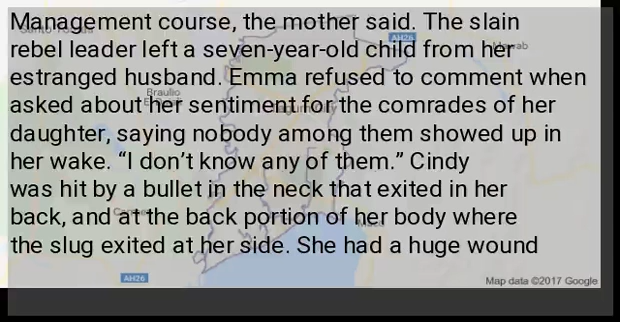 Management course, the mother said. The slain
rebel leader left a seven-year-old child from her
estranged husband. Emma refused to comment when
asked about her sentiment for the comrades of her
daughter, saying nobody among them showed up in
her wake. “I don’t know any of them.” Cindy
was hit by a bullet in the neck that exited in her
back, and at the back portion of her body where
the slug exited at her side. She had a huge wound
AH26
Braulio
AH26
Map data ©2017 Google